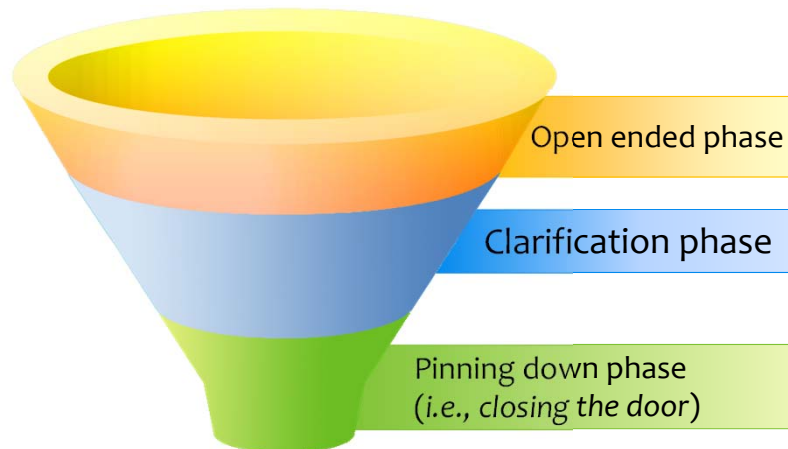 Open ended phase
Clarification phase
Pinning down phase
(i.e., closing the door)